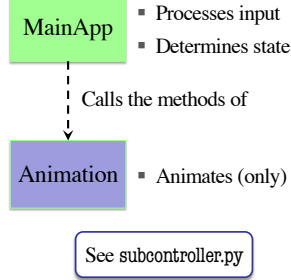 MainApp
▪ Processes input
▪ Determines state
Calls the methods of
Animation
▪ Animates (only)
See subcontroller.py